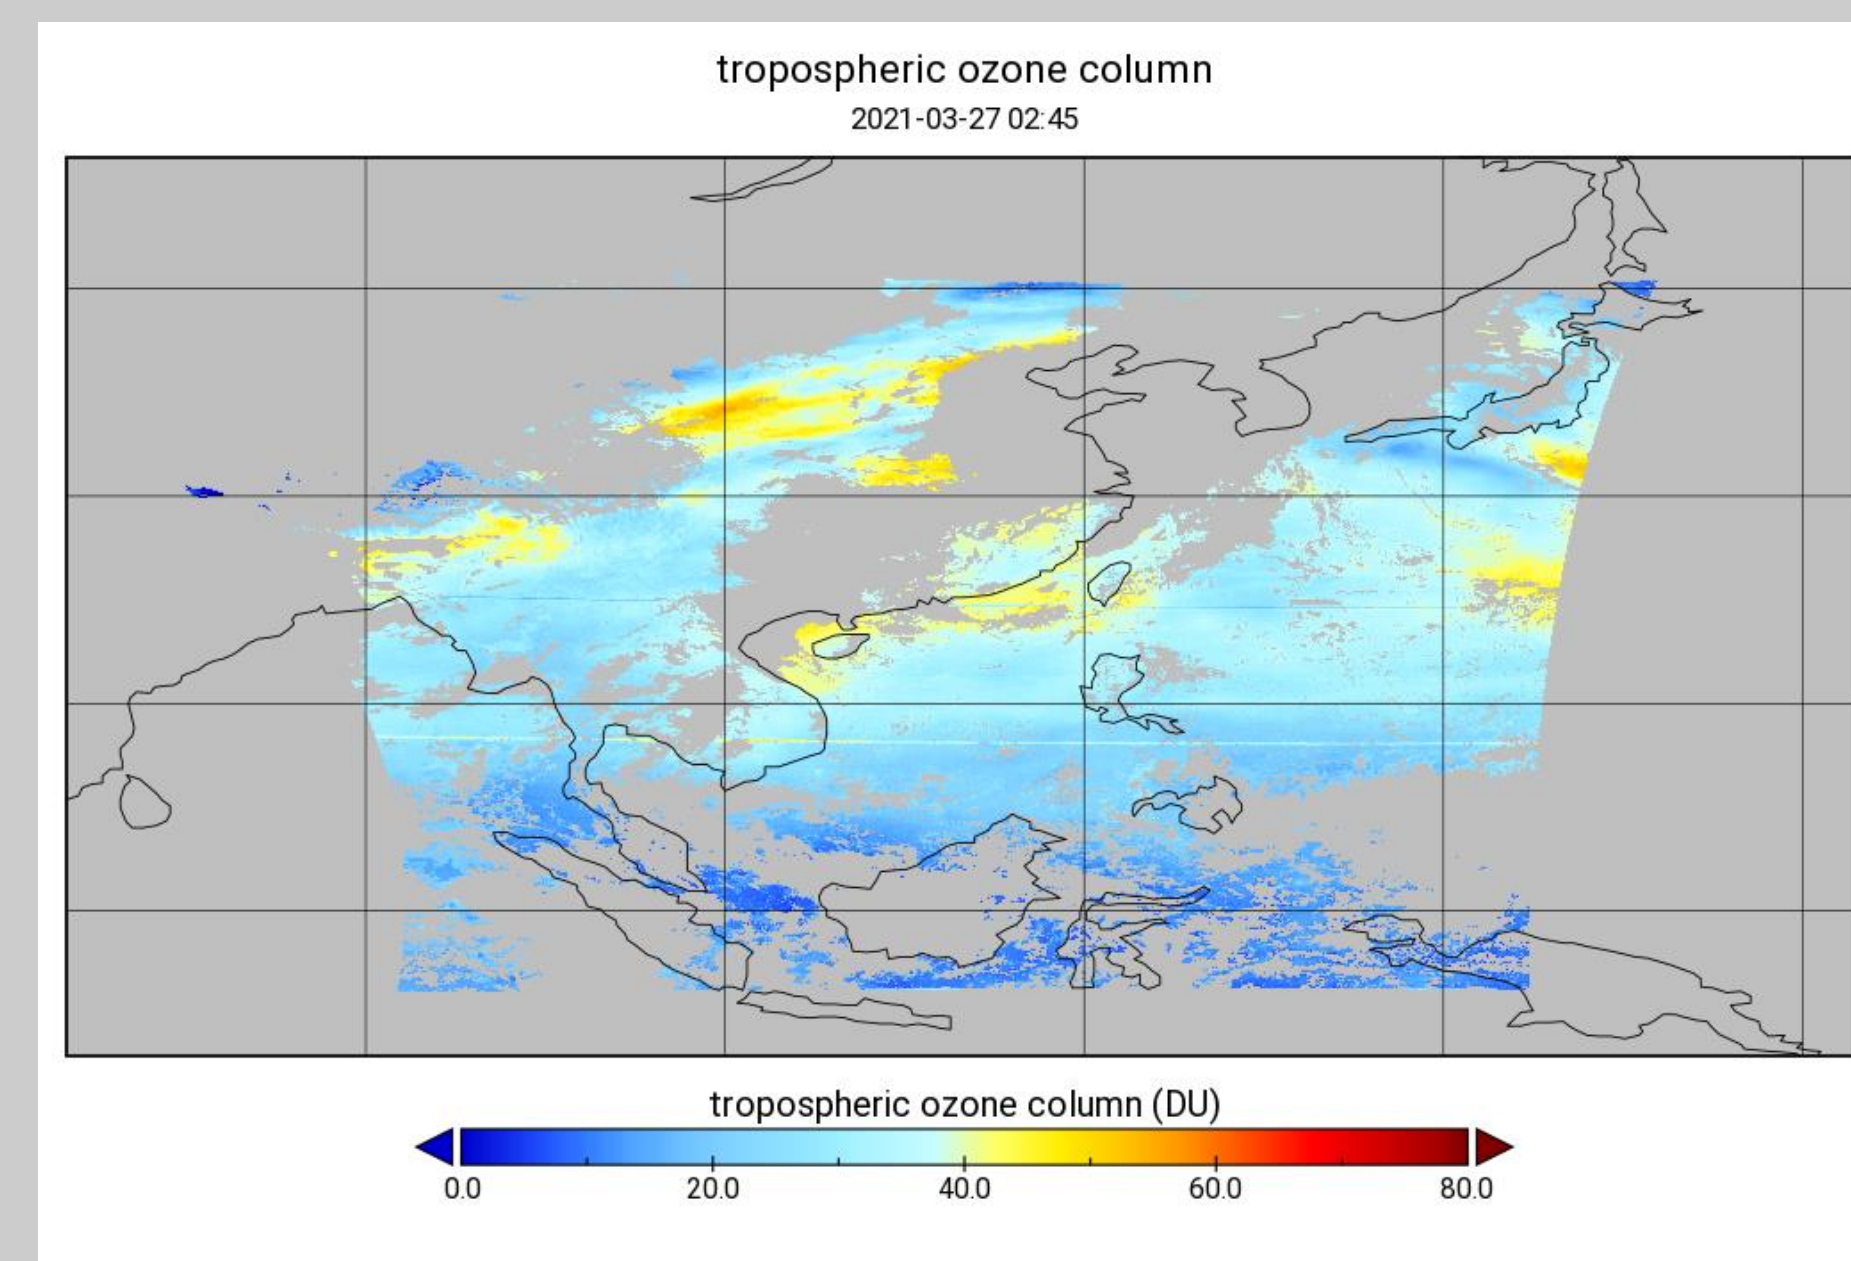 tropospheric ozone column
2021-03-27 02:45
tropospheric ozone column (DU)
0.0 20.0 40.0 60.0 80.0